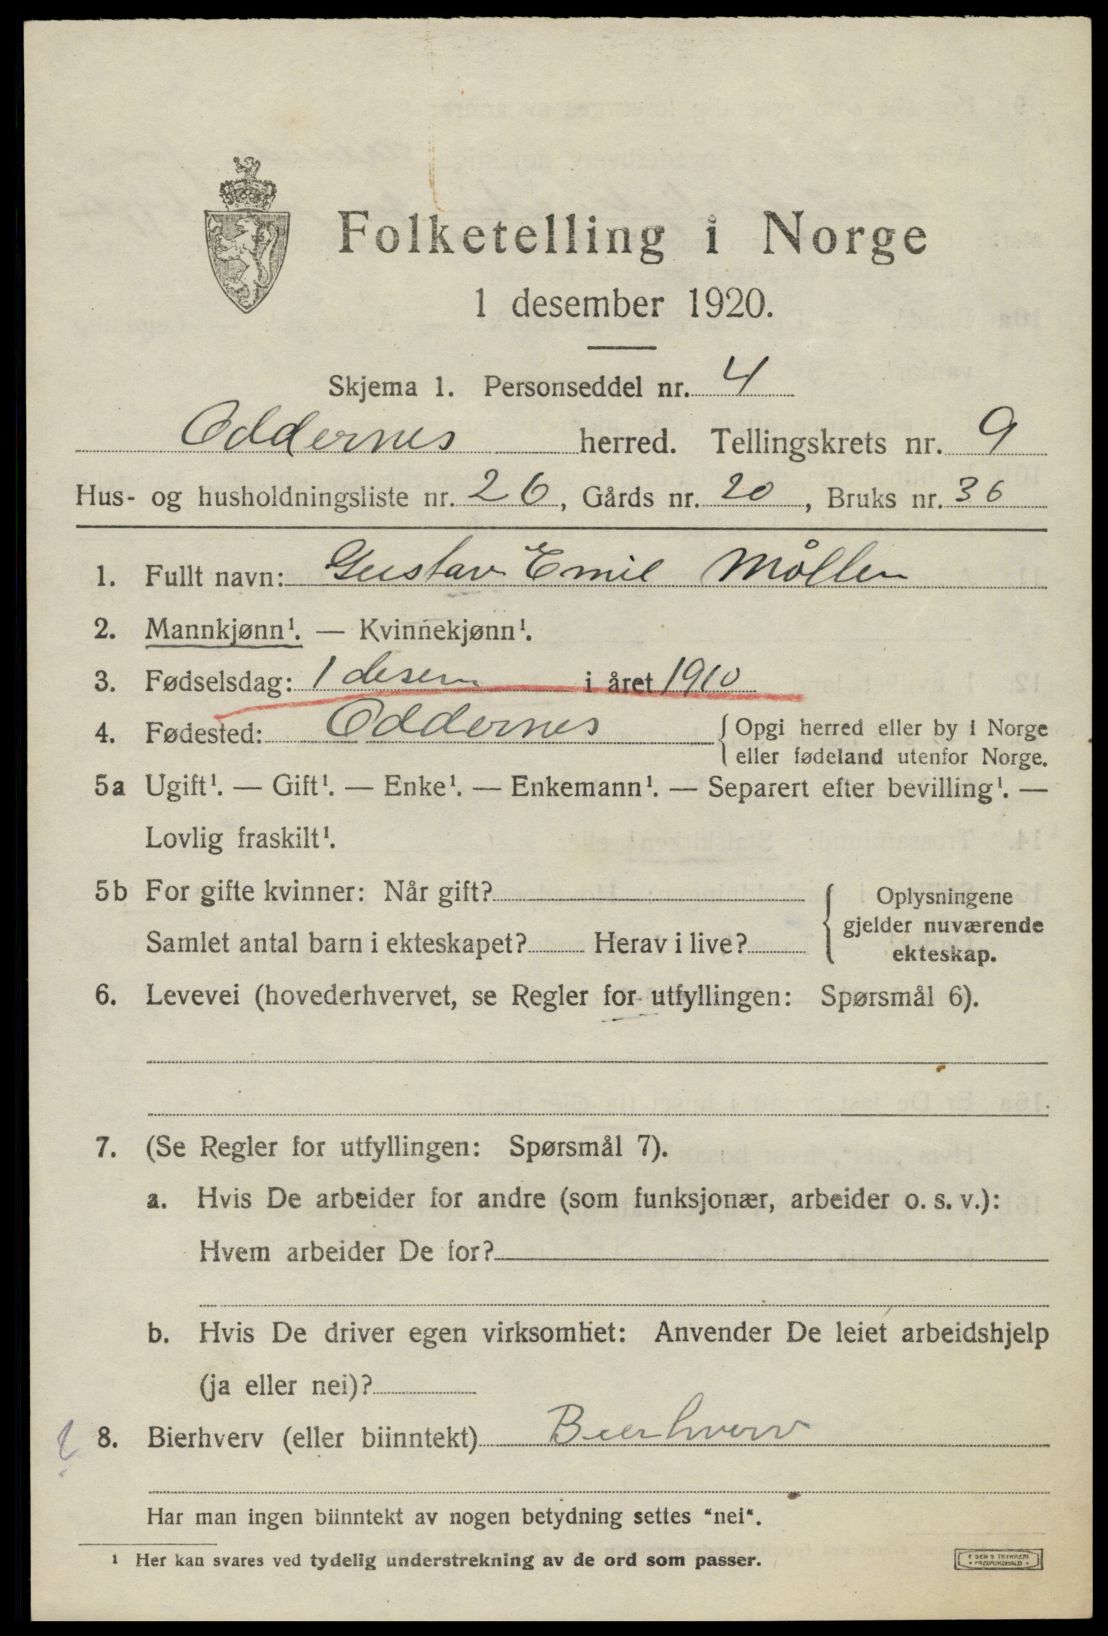 Folketelling i Norge
1 desember 1920.
Skjema 1. Personseddel nr. 4
Oddernes herred. Tellingskrets nr. 9
Hus- og husholdningsliste nr. 26, Gårds nr. 20, Bruks nr. 36
1. Fullt navn: Gustav Emil Møller
2. Mannkjønn¹. — Kvinnekjønn¹.
3. Fødselsdag: 1 desem i året 1910
4. Fødested: Oddernes { Opgi herred eller by i Norge
eller fødeland utenfor Norge.
5a Ugift¹. — Gift¹. — Enke¹. — Enkemann¹. — Separert efter bevilling¹. —
Lovlig fraskilt¹.
5b For gifte kvinner: Når gift?
Samlet antal barn i ekteskapet? Herav i live?
{ Oplysningene
gjelder nuværende
ekteskap.
6. Levevei (hovederhvervet, se Regler for utfyllingen: Spørsmål 6).
7. (Se Regler for utfyllingen: Spørsmål 7).
a. Hvis De arbeider for andre (som funksjonær, arbeider o. s. v.):
Hvem arbeider De for?
b. Hvis De driver egen virksomhet: Anvender De leiet arbeidshjelp
(ja eller nei)?
8. Bierhverv (eller biinntekt) Bierhverv
Har man ingen biinntekt av nogen betydning settes "nei".
¹ Her kan svares ved tydelig understrekning av de ord som passer.